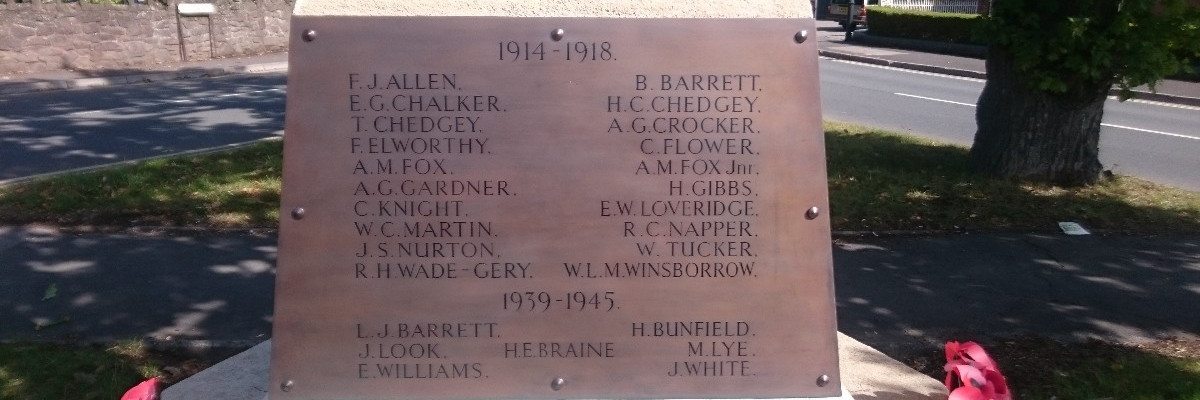 1914-1918.
F.J.ALLEN. B. BARRETT.
E.G.CHALKER. H.C.CHEDGEY.
T. CHEDGEY. A.G.CROCKER.
F.ELWORTHY. C.FLOWER.
A.M.FOX. A.M.FOX Jnr.
A.G.GARDNER. H.GIBBS.
C.KNIGHT. E.W.LOVERIDGE.
W.C.MARTIN. R.C.NAPPER.
J.S.NURTON. W. TUCKER.
R.H.WADE-GERY. W.L.M.WINSBORROW.
1939-1945.
L.J.BARRETT. H.BUNFIELD.
J.LOOK. H.E.BRAINE M.LYE.
E.WILLIAMS. J.WHITE.